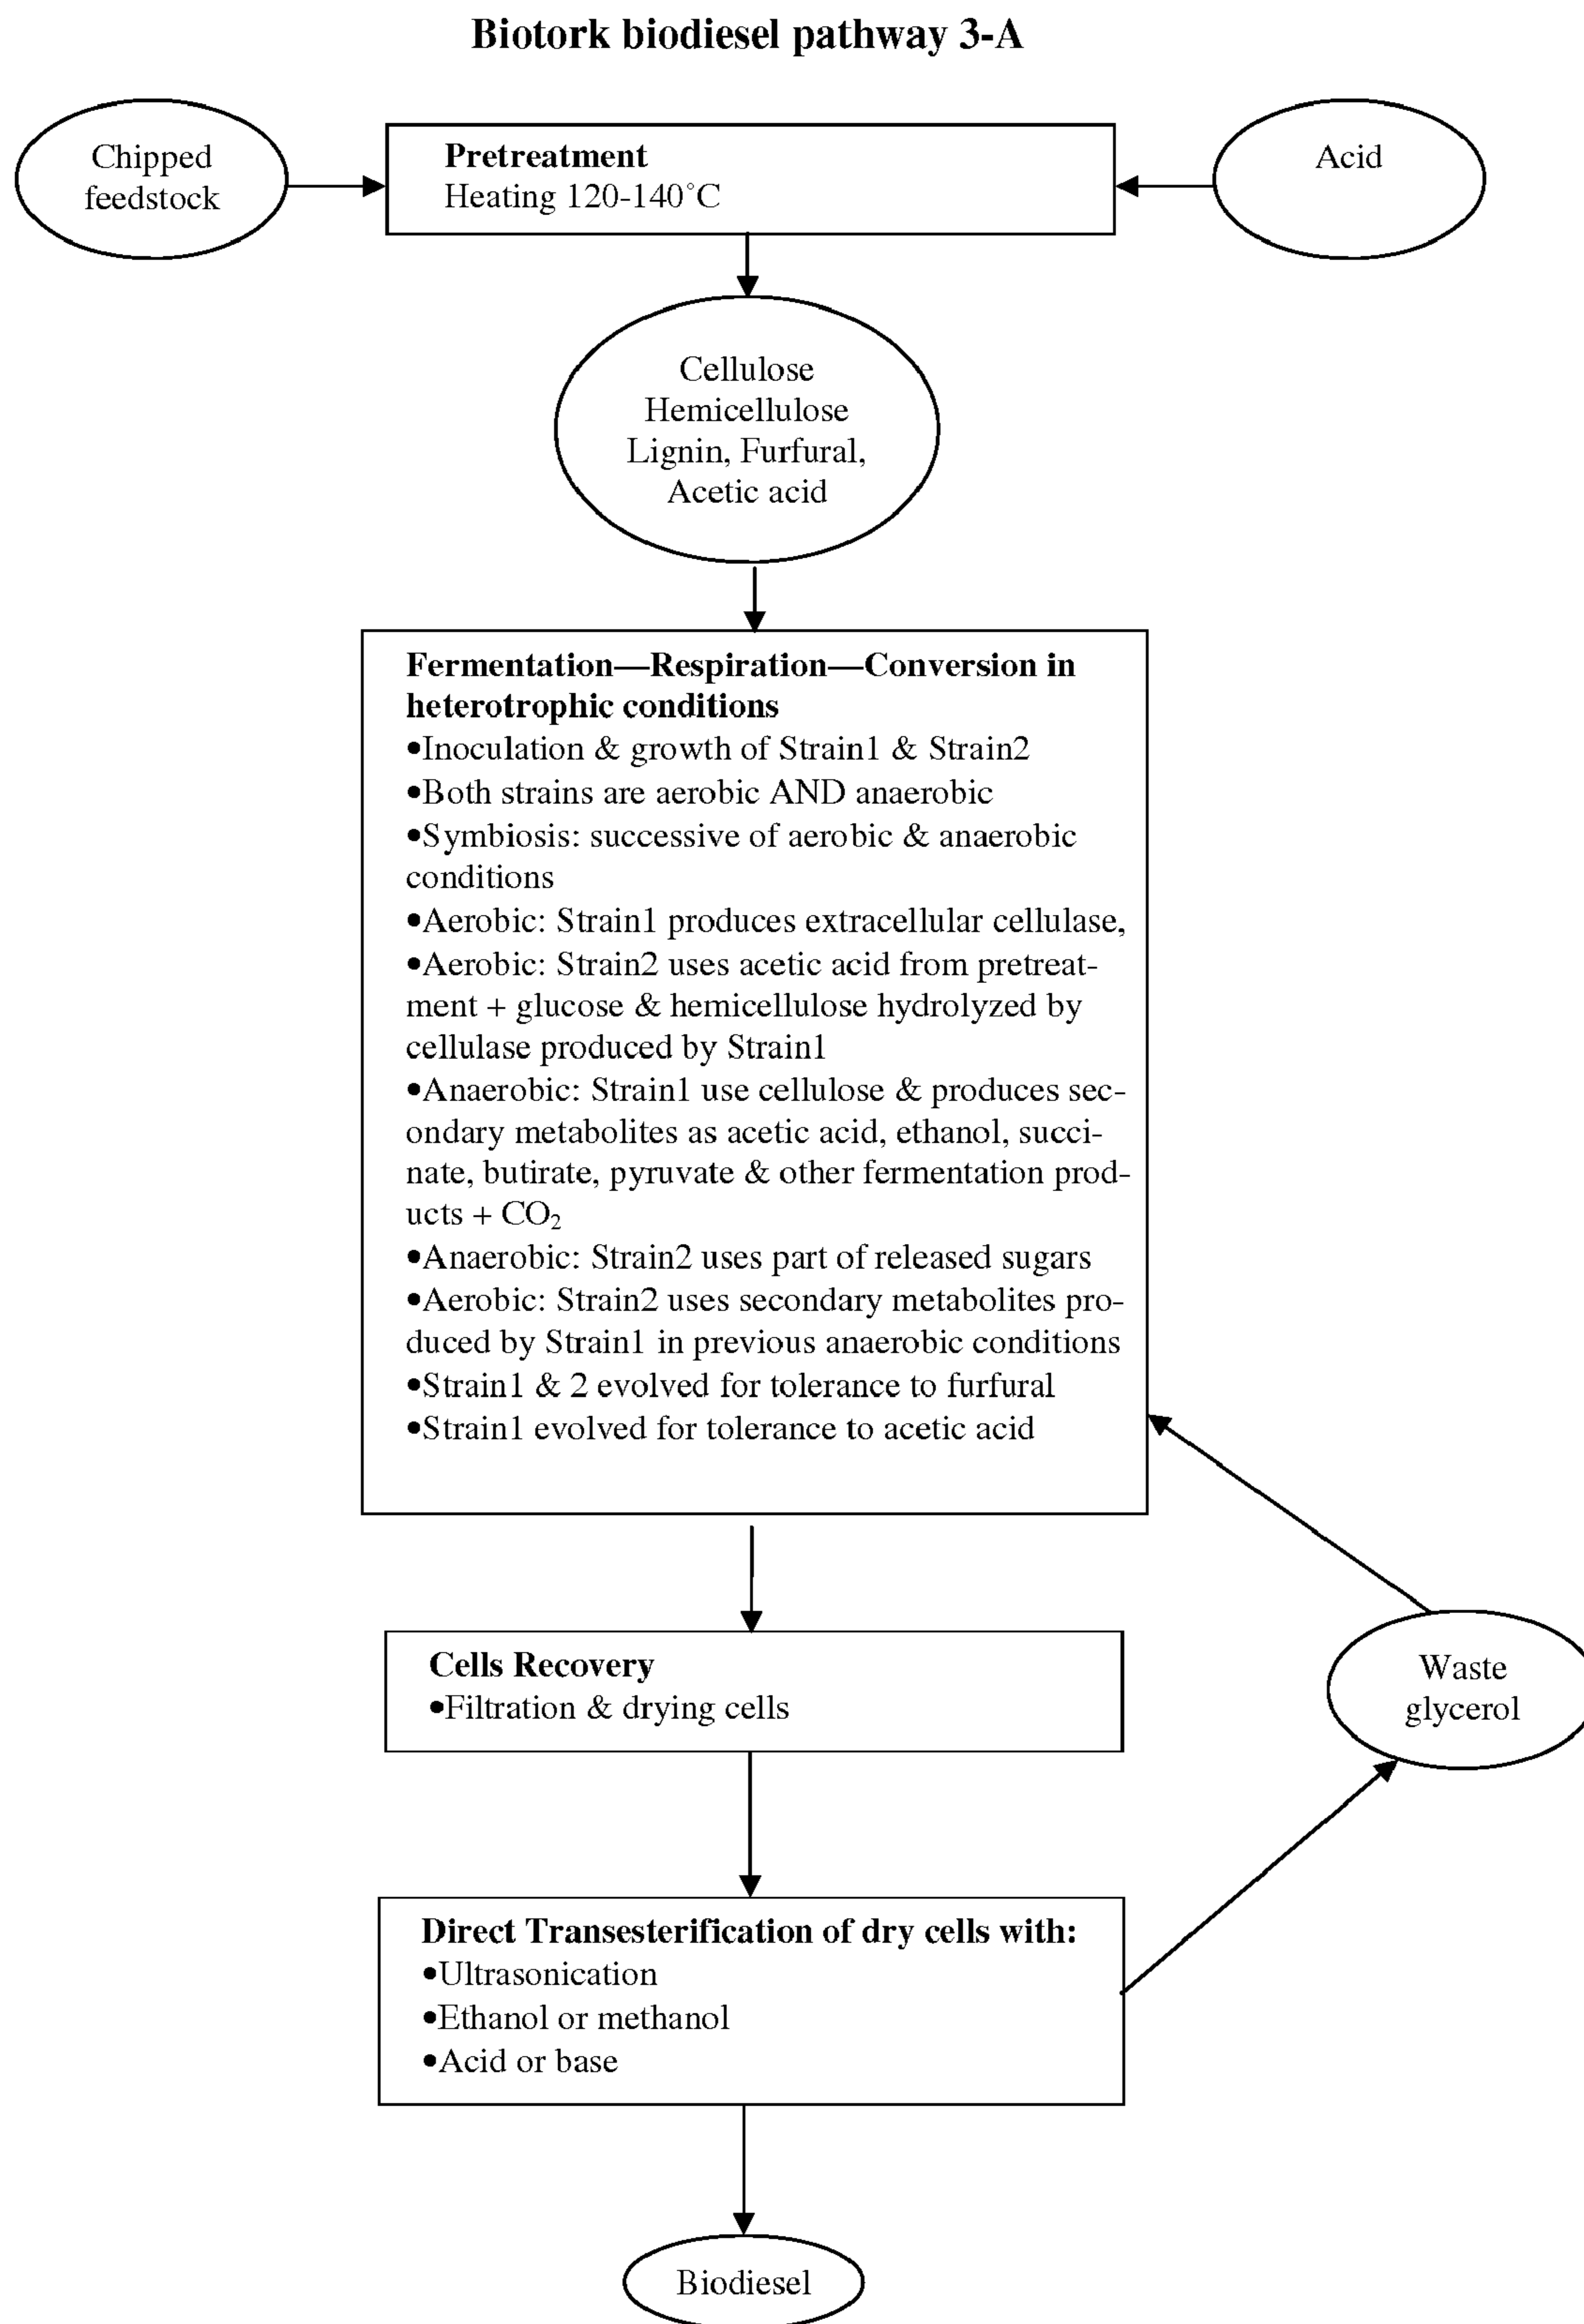 Biotork biodiesel pathway 3-A
Chipped
feedstock
Pretreatment
Heating 120-140˚C
Acid
Cellulose
Hemicellulose
Lignin, Furfural,
Acetic acid
Fermentation—Respiration—Conversion in
heterotrophic conditions
•Inoculation & growth of Strain1 & Strain2
•Both strains are aerobic AND anaerobic
•Symbiosis: successive of aerobic & anaerobic
conditions
•Aerobic: Strain1 produces extracellular cellulase,
•Aerobic: Strain2 uses acetic acid from pretreat-
ment + glucose & hemicellulose hydrolyzed by
cellulase produced by Strain1
•Anaerobic: Strain1 use cellulose & produces sec-
ondary metabolites as acetic acid, ethanol, succi-
nate, butirate, pyruvate & other fermentation prod-
ucts + CO₂
•Anaerobic: Strain2 uses part of released sugars
•Aerobic: Strain2 uses secondary metabolites pro-
duced by Strain1 in previous anaerobic conditions
•Strain1 & 2 evolved for tolerance to furfural
•Strain1 evolved for tolerance to acetic acid
Cells Recovery
•Filtration & drying cells
Waste
glycerol
Direct Transesterification of dry cells with:
•Ultrasonication
•Ethanol or methanol
•Acid or base
Biodiesel